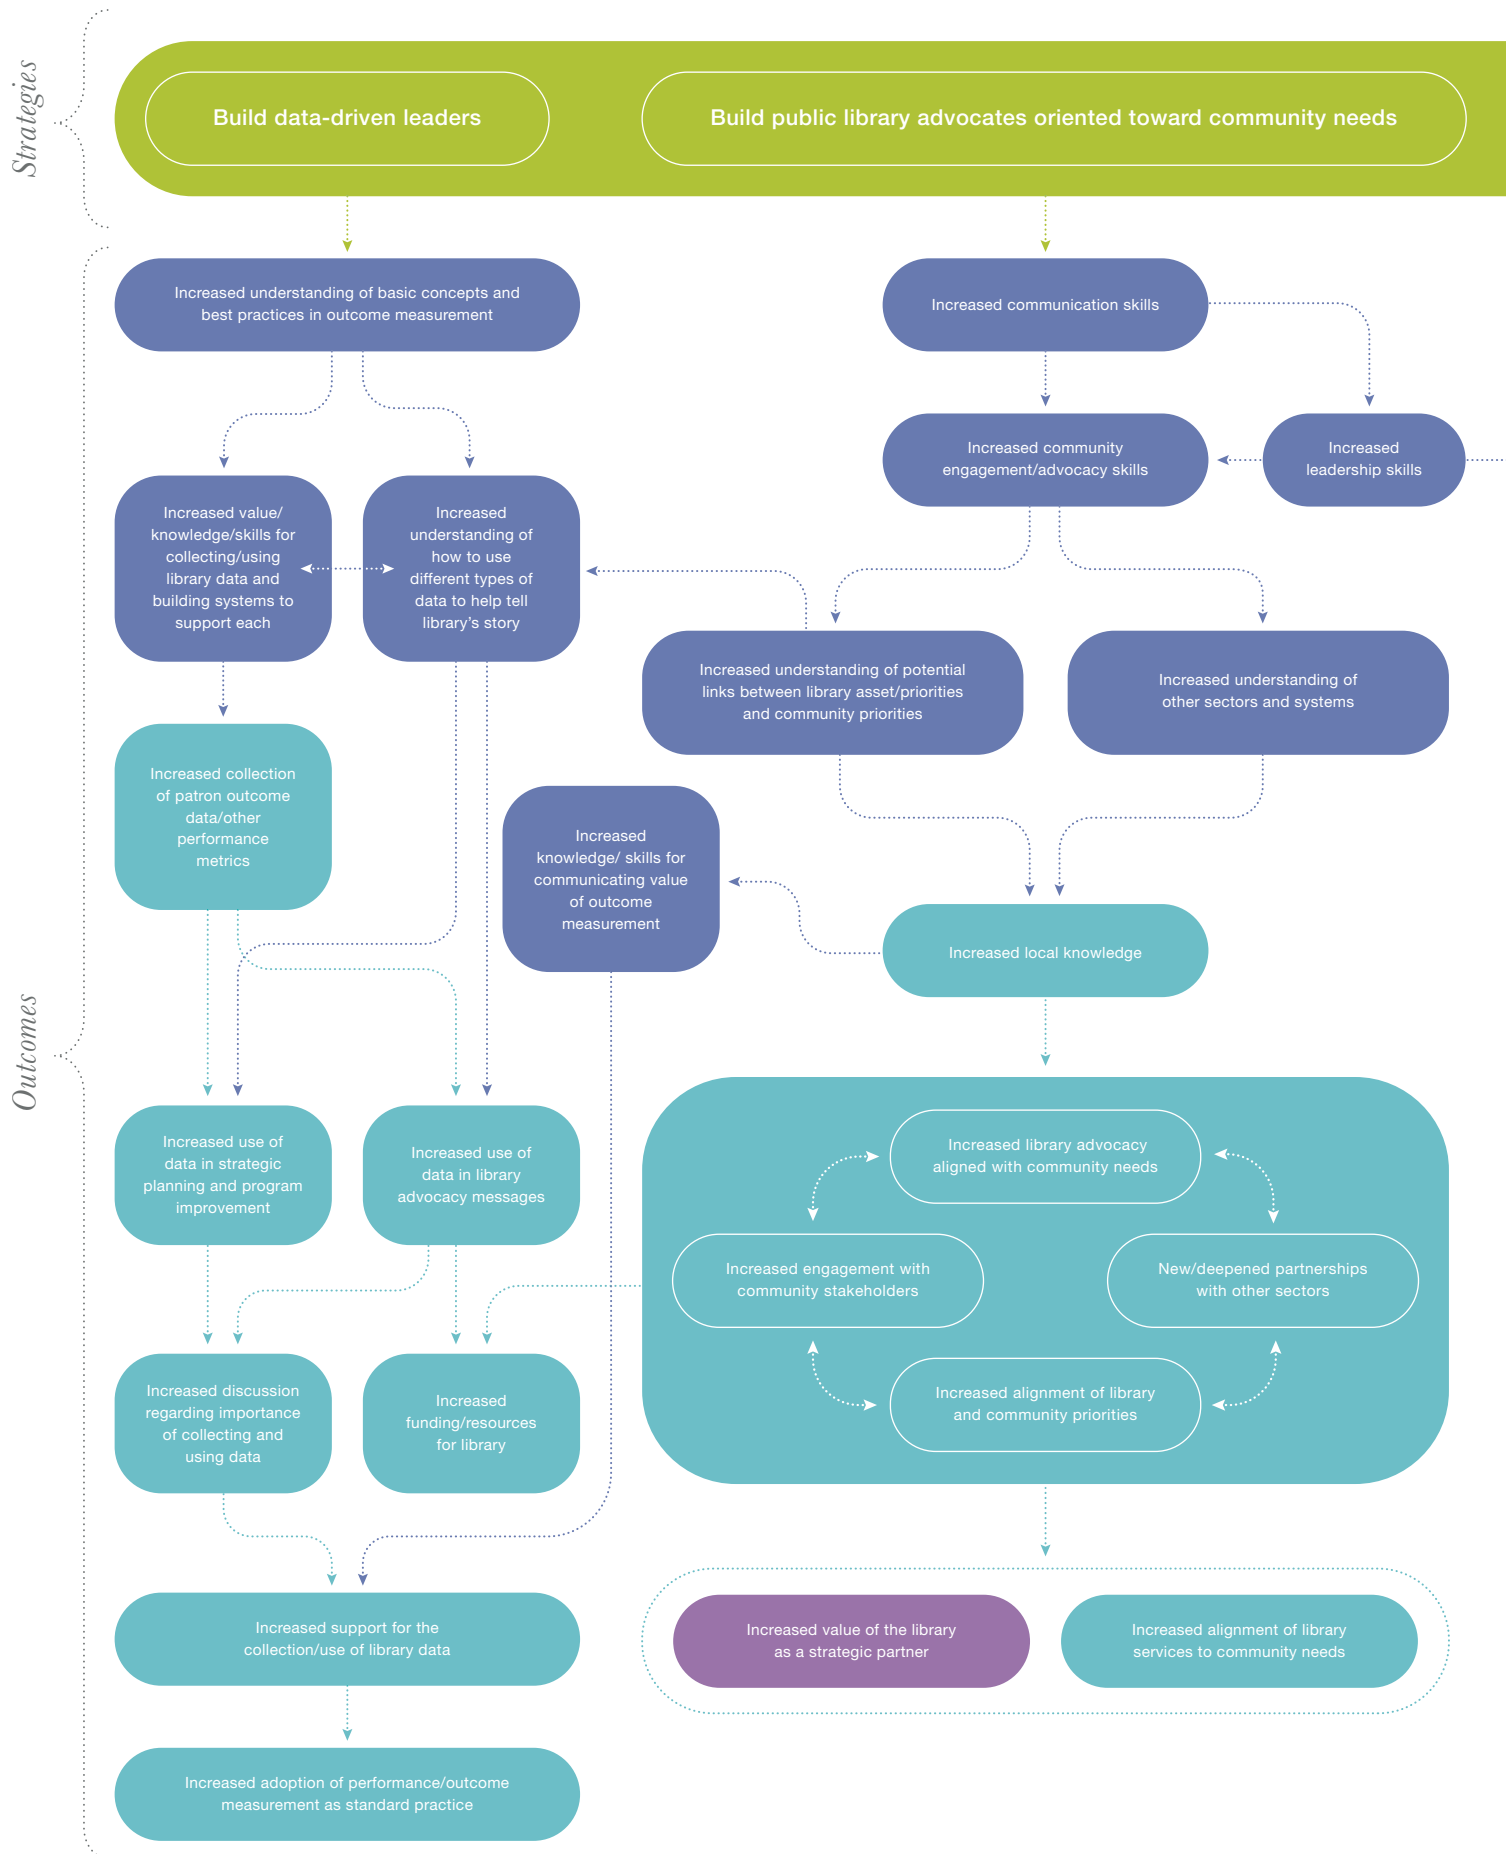 Strategies
Build data-driven leaders
Build public library advocates oriented toward community needs
Outcomes
Increased understanding of basic concepts and
best practices in outcome measurement
Increased communication skills
Increased community
engagement/advocacy skills
Increased
leadership skills
Increased value/
knowledge/skills for
collecting/using
library data and
building systems to
support each
Increased
understanding of
how to use
different types of
data to help tell
library’s story
Increased understanding of potential
links between library asset/priorities
and community priorities
Increased understanding of
other sectors and systems
Increased collection
of patron outcome
data/other
performance
metrics
Increased
knowledge/ skills for
communicating value
of outcome
measurement
Increased local knowledge
Increased use of
data in strategic
planning and program
improvement
Increased use of
data in library
advocacy messages
Increased library advocacy
aligned with community needs
Increased engagement with
community stakeholders
New/deepened partnerships
with other sectors
Increased alignment of library
and community priorities
Increased discussion
regarding importance
of collecting and
using data
Increased
funding/resources
for library
Increased support for the
collection/use of library data
Increased value of the library
as a strategic partner
Increased alignment of library
services to community needs
Increased adoption of performance/outcome
measurement as standard practice